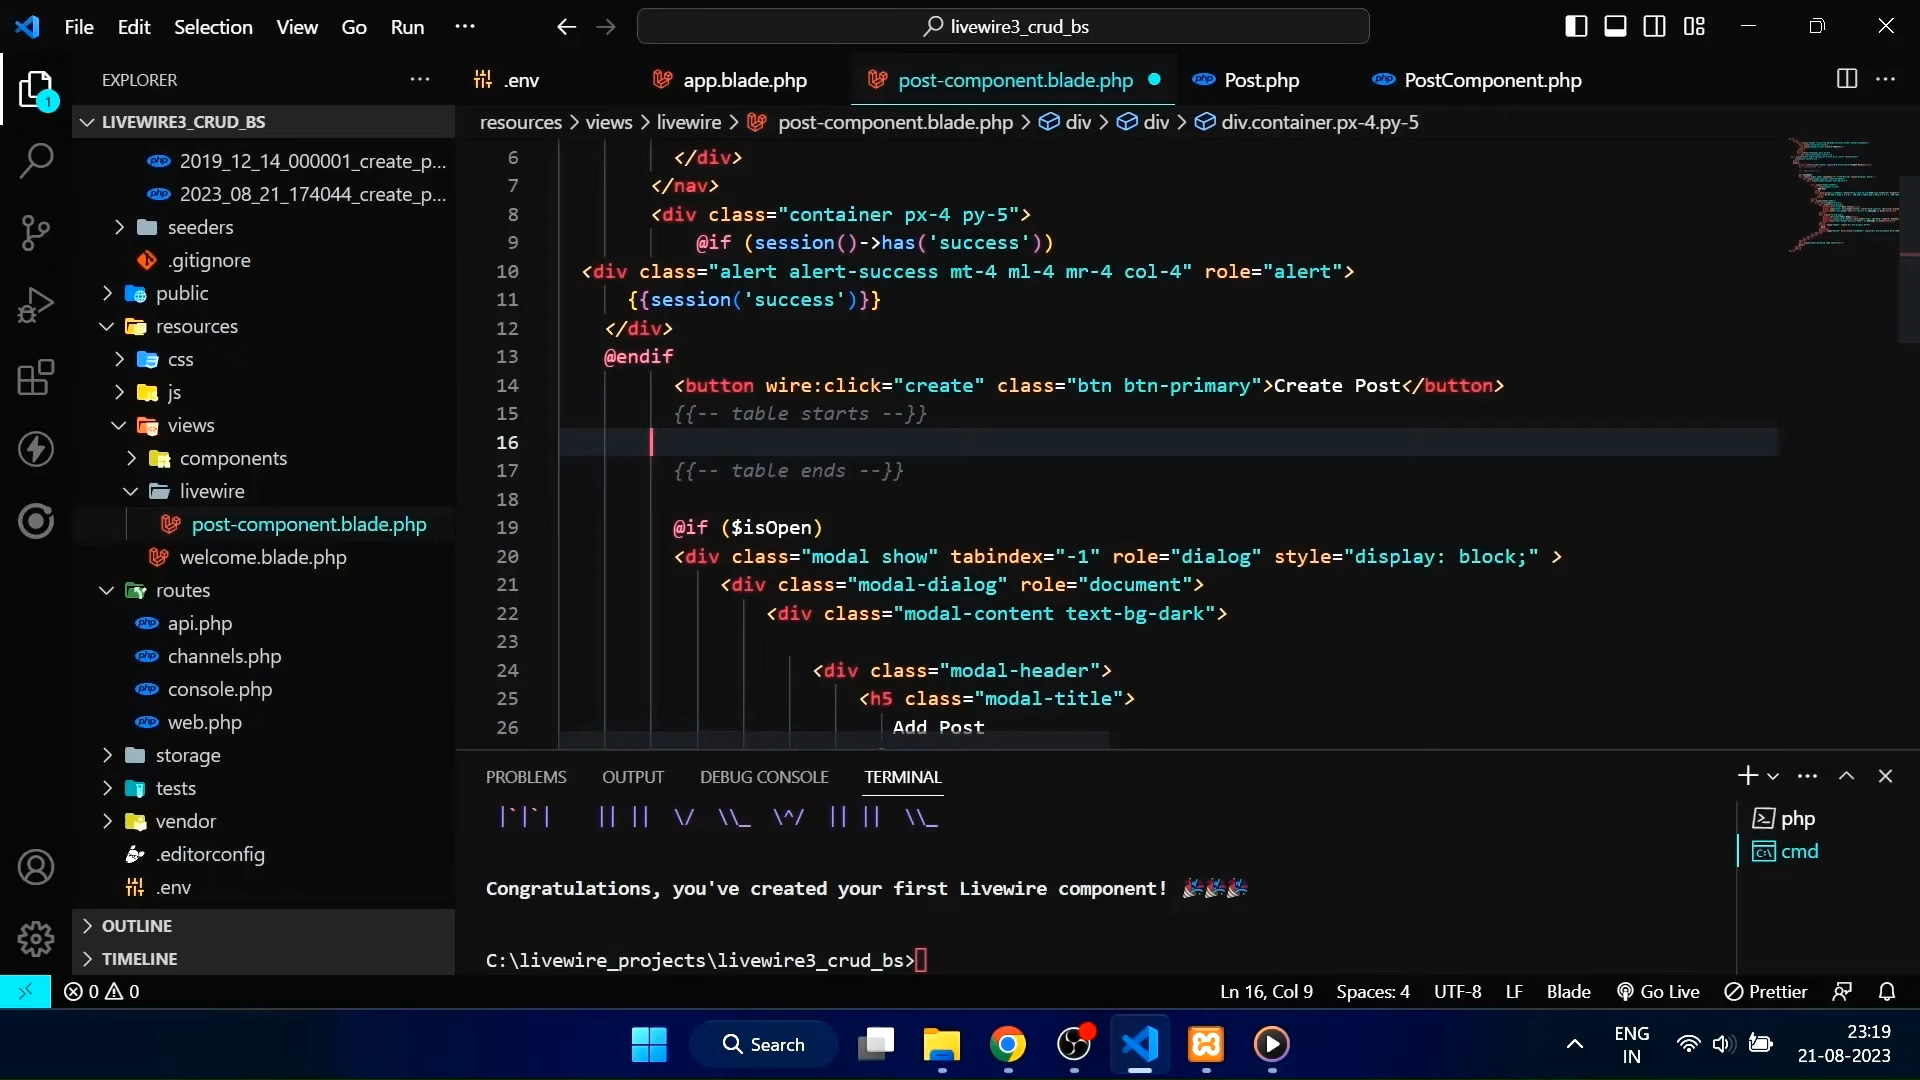 File Edit Selection View Go Run ···
livewire3_crud_bs
EXPLORER
1
LIVEWIRE3_CRUD_BS
2019_12_14_000001_create_p...
2023_08_21_174044_create_p...
seeders
.gitignore
public
resources
css
js
views
components
livewire
post-component.blade.php
welcome.blade.php
routes
api.php
channels.php
console.php
web.php
storage
tests
vendor
.editorconfig
.env
OUTLINE
TIMELINE
.env app.blade.php post-component.blade.php Post.php PostComponent.php
resources > views > livewire > post-component.blade.php > div > div > div.container.px-4.py-5
6 </div>
7 </nav>
8 <div class="container px-4 py-5">
9 @if (session()->has('success'))
10 <div class="alert alert-success mt-4 ml-4 mr-4 col-4" role="alert">
11 {{session('success')}}
12 </div>
13 @endif
14 <button wire:click="create" class="btn btn-primary">Create Post</button>
15 {{-- table starts --}}
16
17 {{-- table ends --}}
18
19 @if ($isOpen)
20 <div class="modal show" tabindex="-1" role="dialog" style="display: block;" >
21 <div class="modal-dialog" role="document">
22 <div class="modal-content text-bg-dark">
23
24 <div class="modal-header">
25 <h5 class="modal-title">
26 Add Post
PROBLEMS OUTPUT DEBUG CONSOLE TERMINAL
|`|`| || || \/ \\_ \^/ || || \\_
Congratulations, you've created your first Livewire component! 🎉🎉🎉
C:\livewire_projects\livewire3_crud_bs>
php
cmd
0 0
Ln 16, Col 9 Spaces: 4 UTF-8 LF Blade Go Live Prettier
Search
ENG
IN
23:19
21-08-2023